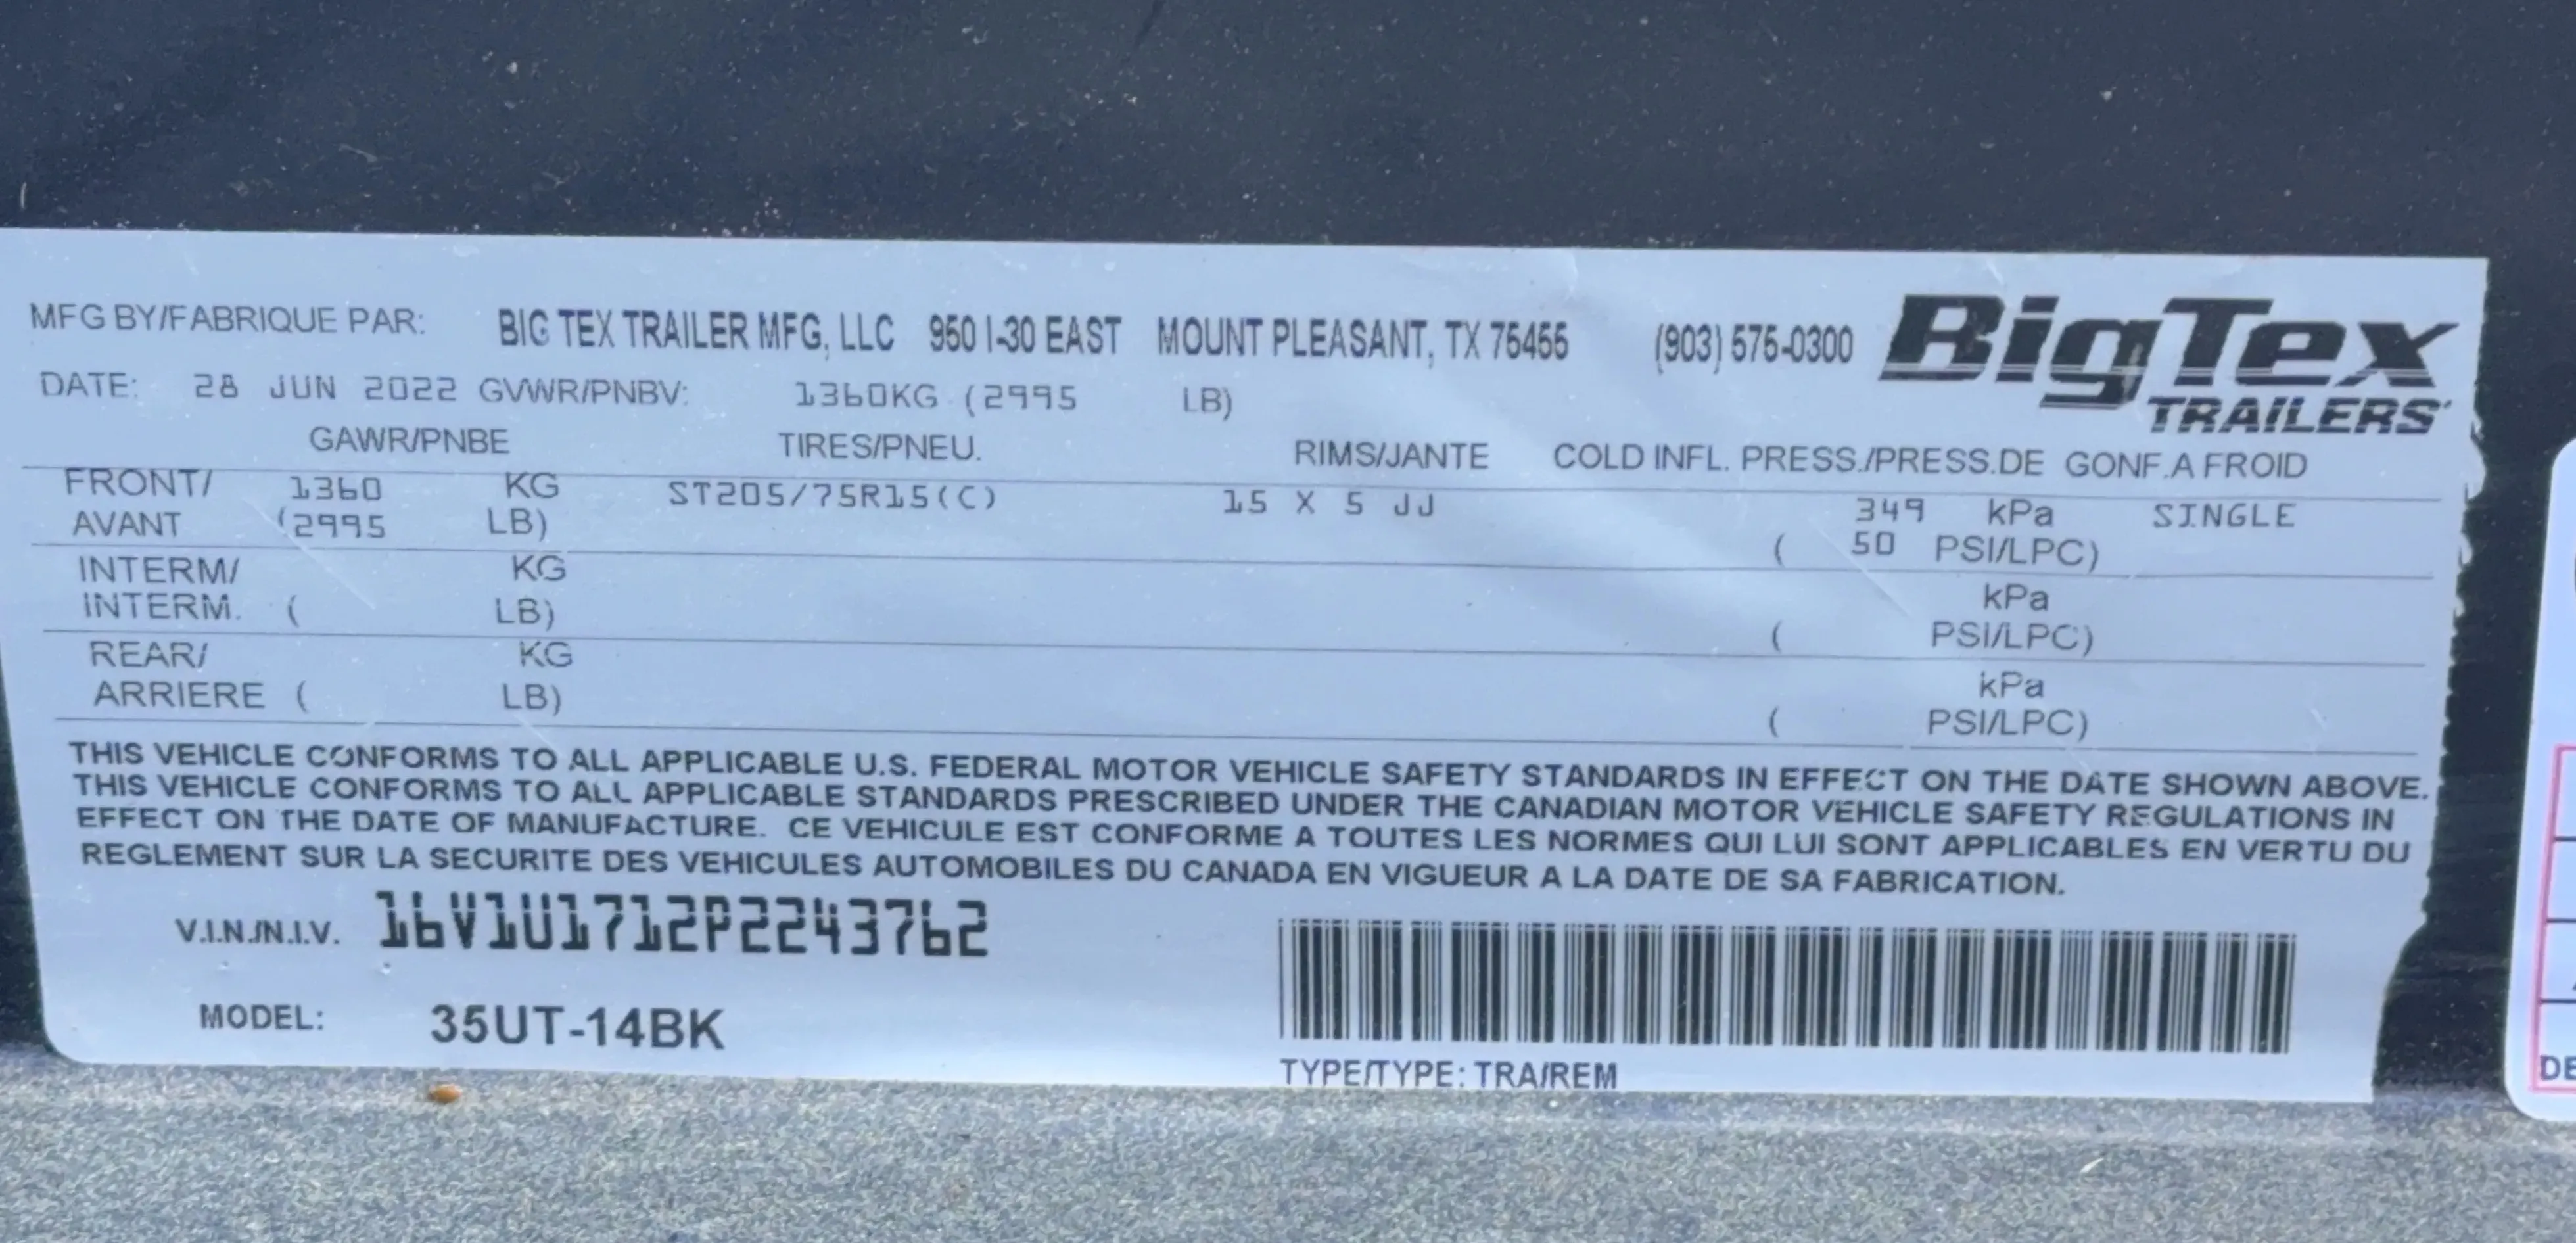 MFG BY/FABRIQUE PAR: BIG TEX TRAILER MFG, LLC 950 I-30 EAST MOUNT PLEASANT, TX 75455 (903) 575-0300
BigTex
TRAILERS
DATE: 28 JUN 2022 GVWR/PNBV: 1360KG (2995 LB)
GAWR/PNBE TIRES/PNEU. RIMS/JANTE COLD INFL. PRESS./PRESS.DE GONF.A FROID
FRONT/ 1360 KG ST205/75R15(C) 15 X 5 JJ 349 kPa SINGLE
AVANT (2995 LB) ( 50 PSI/LPC)
INTERM/ KG kPa
INTERM. ( LB) ( PSI/LPC)
REAR/ KG kPa
ARRIERE ( LB) ( PSI/LPC)
THIS VEHICLE CONFORMS TO ALL APPLICABLE U.S. FEDERAL MOTOR VEHICLE SAFETY STANDARDS IN EFFECT ON THE DATE SHOWN ABOVE.
THIS VEHICLE CONFORMS TO ALL APPLICABLE STANDARDS PRESCRIBED UNDER THE CANADIAN MOTOR VEHICLE SAFETY REGULATIONS IN
EFFECT ON THE DATE OF MANUFACTURE. CE VEHICULE EST CONFORME A TOUTES LES NORMES QUI LUI SONT APPLICABLES EN VERTU DU
REGLEMENT SUR LA SECURITE DES VEHICULES AUTOMOBILES DU CANADA EN VIGUEUR A LA DATE DE SA FABRICATION.
V.I.N./N.I.V. 16V1U1712P2243762
MODEL: 35UT-14BK
TYPE/TYPE: TRA/REM
DE